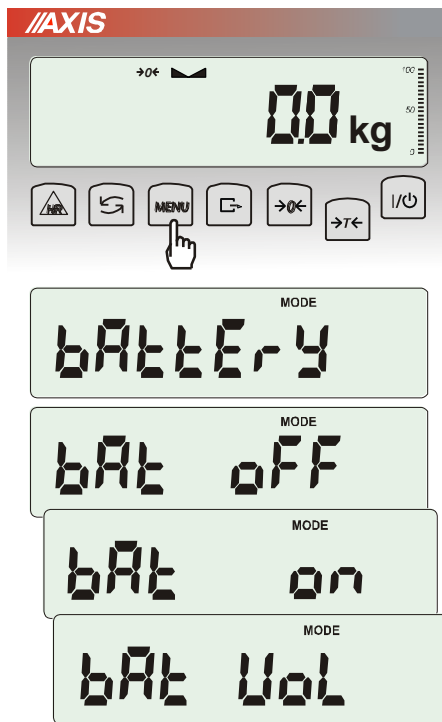 AXIS
→0← 100
50
0
0.0 kg
HR MENU →0← →T← I/⏻
MODE
bAttErY
MODE
bAt oFF
MODE
bAt on
MODE
bAt UoL